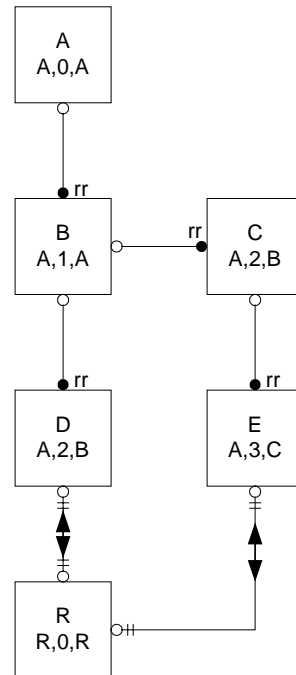 A
A,0,A
rr
B
A,1,A
rr
C
A,2,B
rr
D
A,2,B
rr
E
A,3,C
R
R,0,R